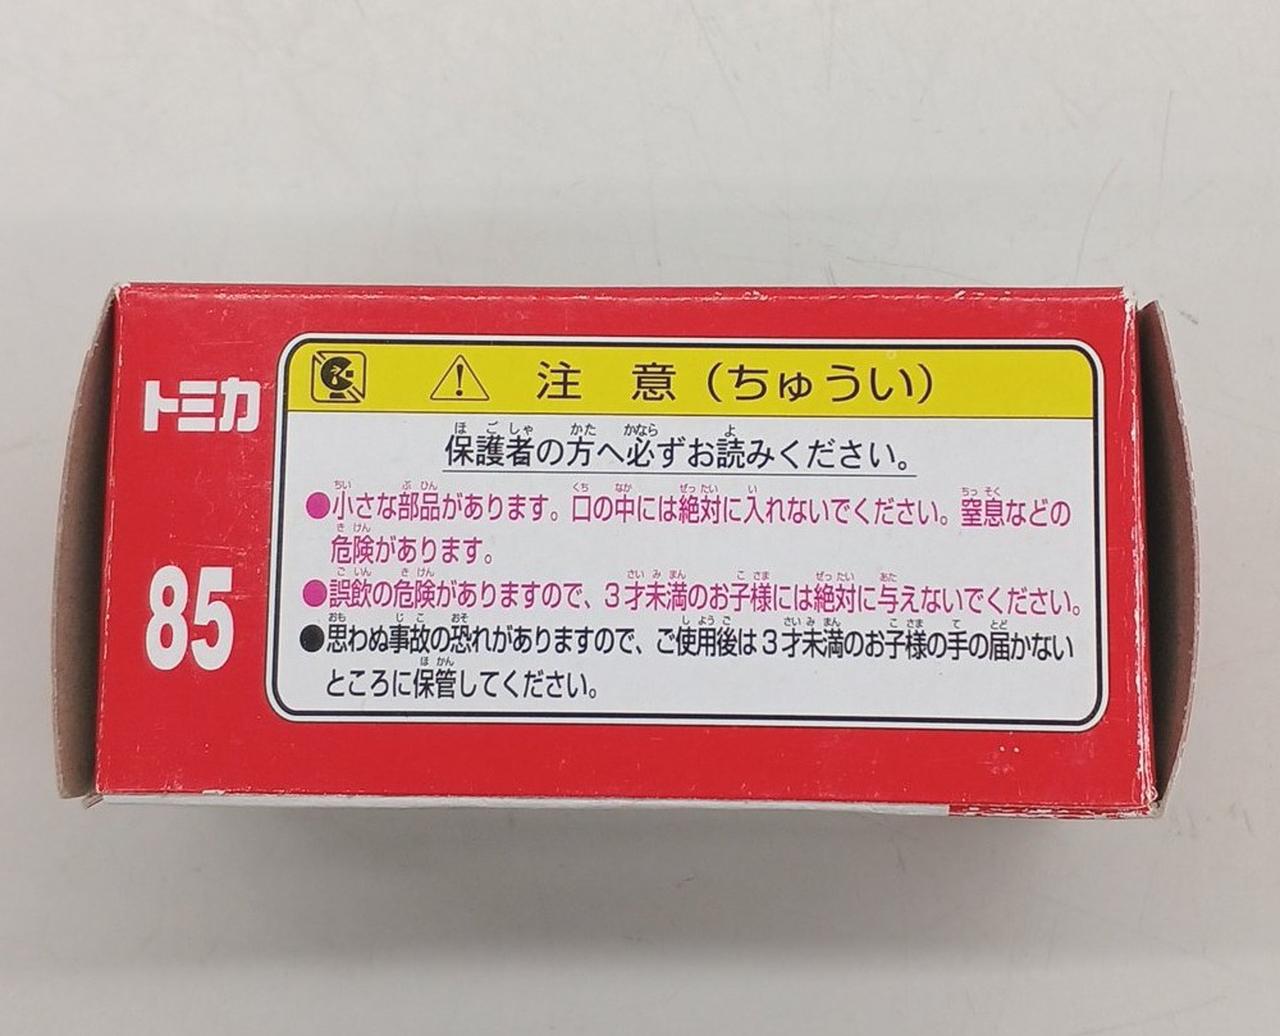 トミカ
85
注 意（ちゅうい）
保護者の方へ必ずお読みください。
●小さな部品があります。口の中には絶対に入れないでください。窒息などの
危険があります。
●誤飲の危険がありますので、3才未満のお子様には絶対に与えないでください。
●思わぬ事故の恐れがありますので、ご使用後は3才未満のお子様の手の届かない
ところに保管してください。